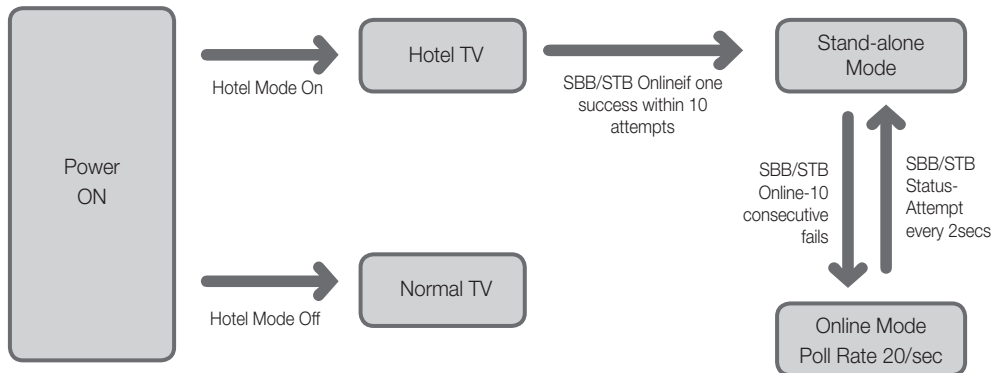 Power
ON
Hotel Mode On
Hotel TV
SBB/STB Onlineif one
success within 10
attempts
Stand-alone
Mode
SBB/STB
Online-10
consecutive
fails
SBB/STB
Status-
Attempt
every 2secs
Hotel Mode Off
Normal TV
Online Mode
Poll Rate 20/sec